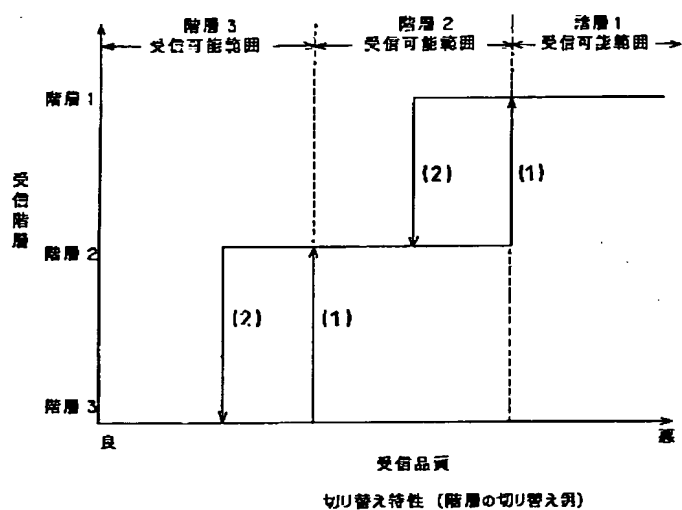 階層3
受信可能範囲
階層2
受信可能範囲
階層1
受信可能範囲
階層1
(2)
(1)
受信階層
階層2
(2)
(1)
階層3
良
悪
受信品質
切り替え特性(階層の切り替え例)